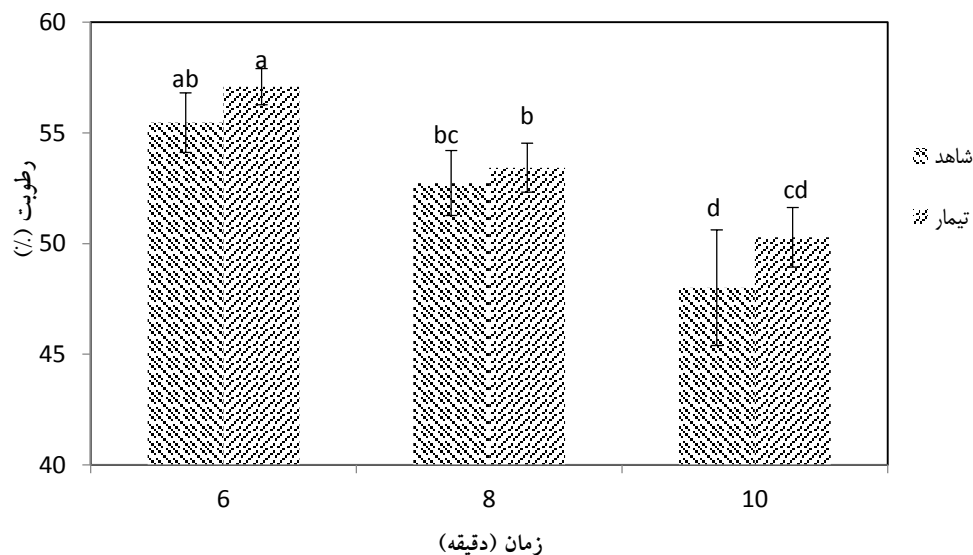 60
55
50
45
40
رطوبت (٪)
ab
a
bc
b
d
cd
6
8
10
زمان (دقیقه)
شاهد
تیمار